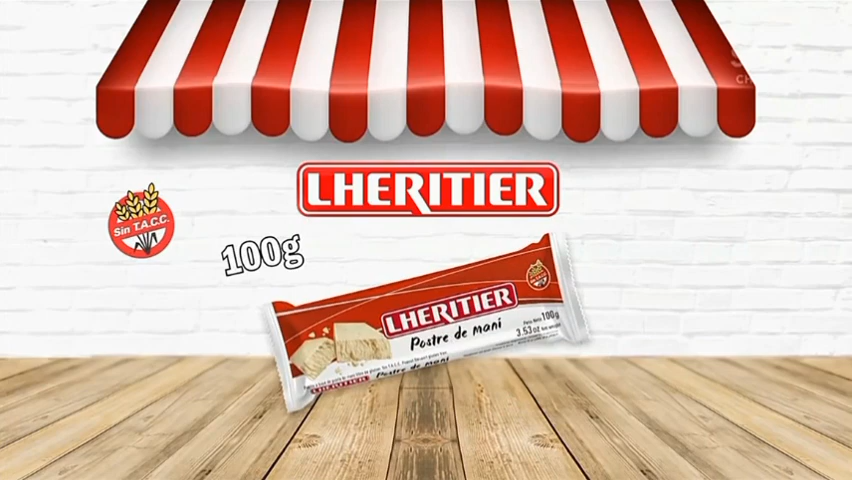 LHERITIER
Sin T.A.C.C.
100g
LHERITIER
Postre de maní
Peso Neto 100g
3.53 oz
LHERITIER
Postre de maní